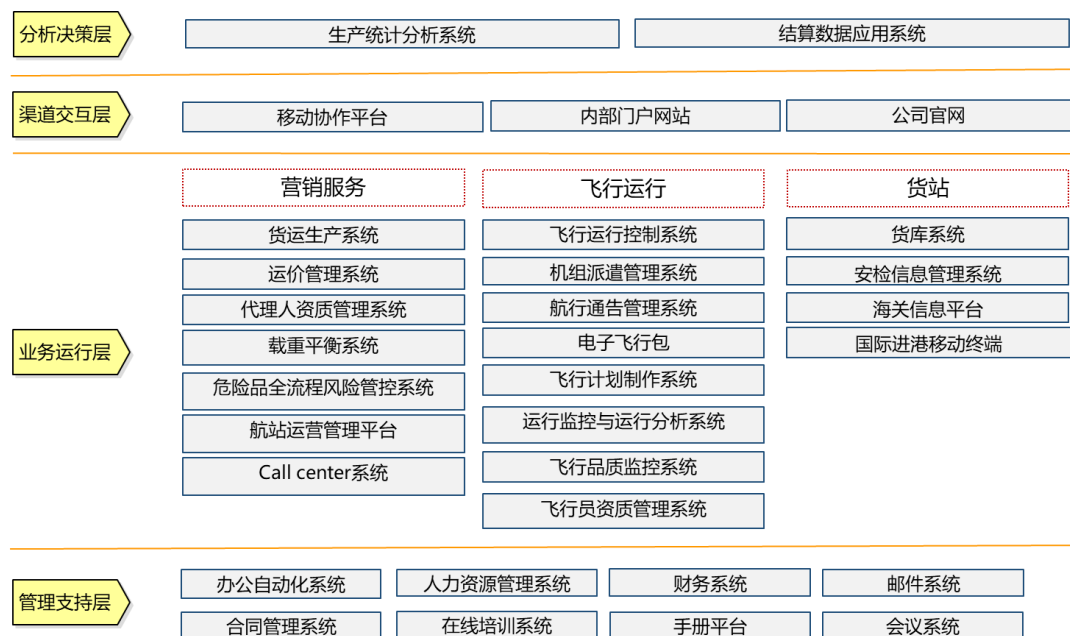 分析决策层
生产统计分析系统
结算数据应用系统
渠道交互层
移动协作平台
内部门户网站
公司官网
业务运行层
营销服务
货运生产系统
运价管理系统
代理人资质管理系统
载重平衡系统
危险品全流程风险管控系统
航站运营管理平台
Call center系统
飞行运行
飞行运行控制系统
机组派遣管理系统
航行通告管理系统
电子飞行包
飞行计划制作系统
运行监控与运行分析系统
飞行品质监控系统
飞行员资质管理系统
货站
货库系统
安检信息管理系统
海关信息平台
国际进港移动终端
管理支持层
办公自动化系统
人力资源管理系统
财务系统
邮件系统
合同管理系统
在线培训系统
手册平台
会议系统